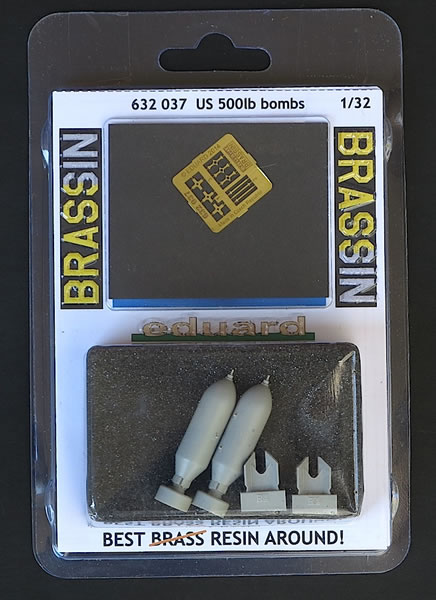 632 037 US 500lb bombs 1/32
BRASSIN
BRASSIN
eduard
BEST BRASS RESIN AROUND!